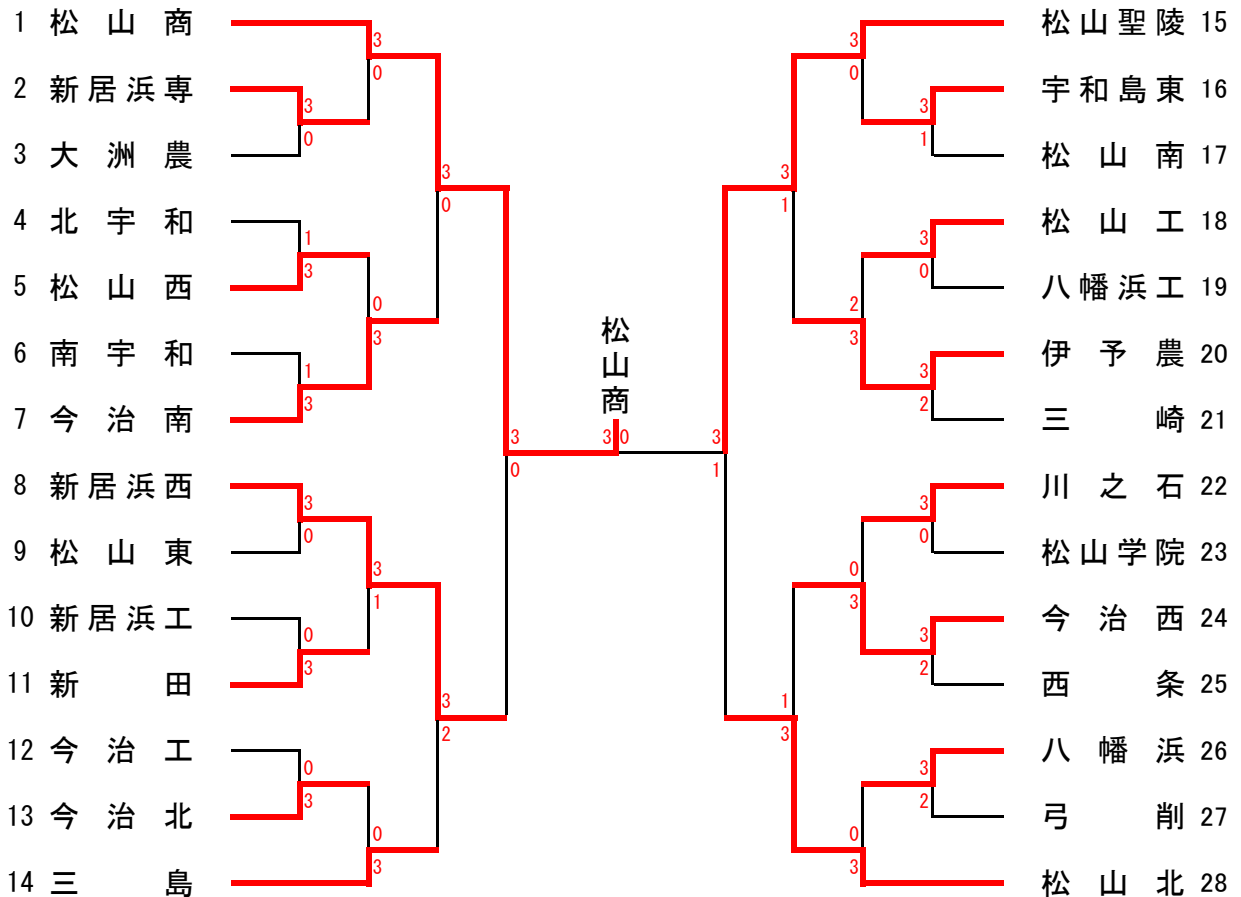 1 松山商
2 新居浜専
3 大洲農
4 北宇和
5 松山西
6 南宇和
7 今治南
8 新居浜西
9 松山東
10 新居浜工
11 新田
12 今治工
13 今治北
14 三島
3
0
3
0
1
3
1
3
3
0
0
3
0
3
0
3
3
1
0
3
3
0
3
2
3
0
松山商
3 0
3
1
3
1
1
3
3
0
2
3
0
3
0
3
3
1
3
0
3
2
3
0
3
2
3
2
松山聖陵 15
宇和島東 16
松山南 17
松山工 18
八幡浜工 19
伊予農 20
三崎 21
川之石 22
松山学院 23
今治西 24
西条 25
八幡浜 26
弓削 27
松山北 28